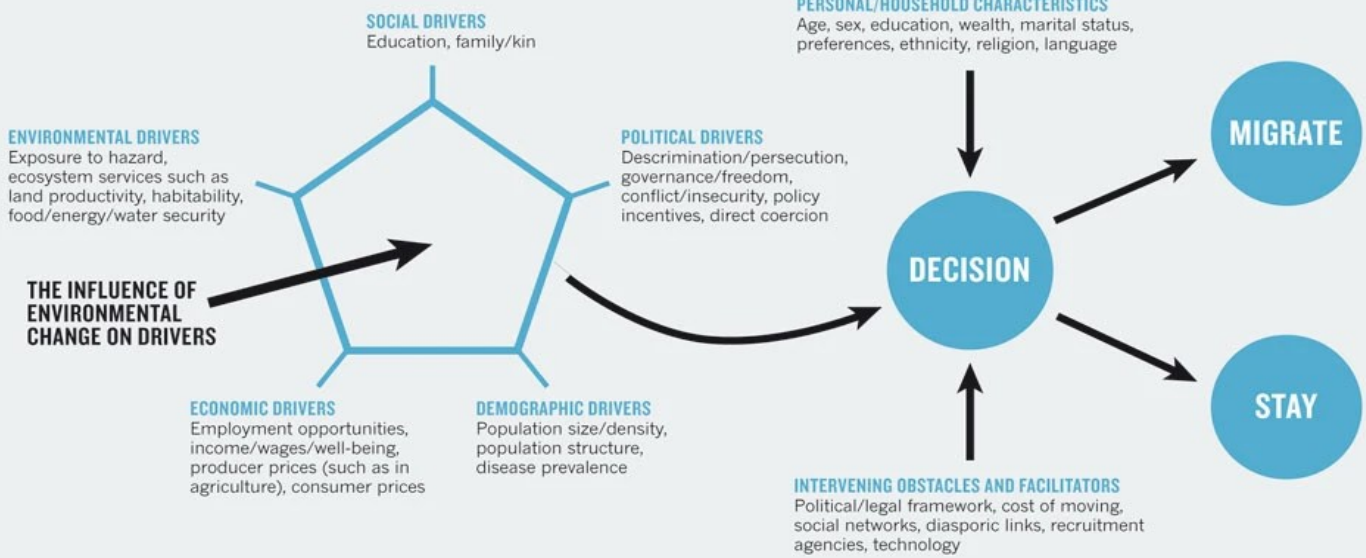 SOCIAL DRIVERS
Education, family/kin
PERSONAL/HOUSEHOLD CHARACTERISTICS
Age, sex, education, wealth, marital status,
preferences, ethnicity, religion, language
ENVIRONMENTAL DRIVERS
Exposure to hazard,
ecosystem services such as
land productivity, habitability,
food/energy/water security
POLITICAL DRIVERS
Descrimination/persecution,
governance/freedom,
conflict/insecurity, policy
incentives, direct coercion
THE INFLUENCE OF
ENVIRONMENTAL
CHANGE ON DRIVERS
ECONOMIC DRIVERS
Employment opportunities,
income/wages/well-being,
producer prices (such as in
agriculture), consumer prices
DEMOGRAPHIC DRIVERS
Population size/density,
population structure,
disease prevalence
DECISION
MIGRATE
STAY
INTERVENING OBSTACLES AND FACILITATORS
Political/legal framework, cost of moving,
social networks, diasporic links, recruitment
agencies, technology